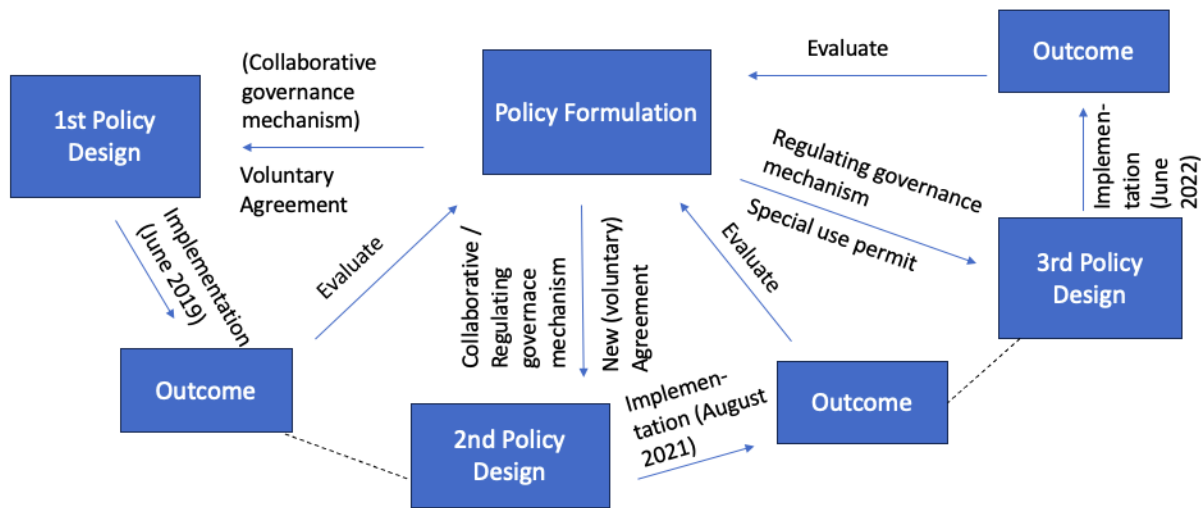 (Collaborative
governance
mechanism)
Voluntary
Agreement
1st Policy
Design
Implementation
(June 2019)
Outcome
Evaluate
Policy Formulation
Collaborative /
Regulating
governace
mechanism
New (voluntary)
Agreement
2nd Policy
Design
Implemen-
tation (August
2021)
Outcome
Evaluate
Regulating governance
mechanism
Special use permit
3rd Policy
Design
Implemen-
tation
(June
2022)
Outcome
Evaluate